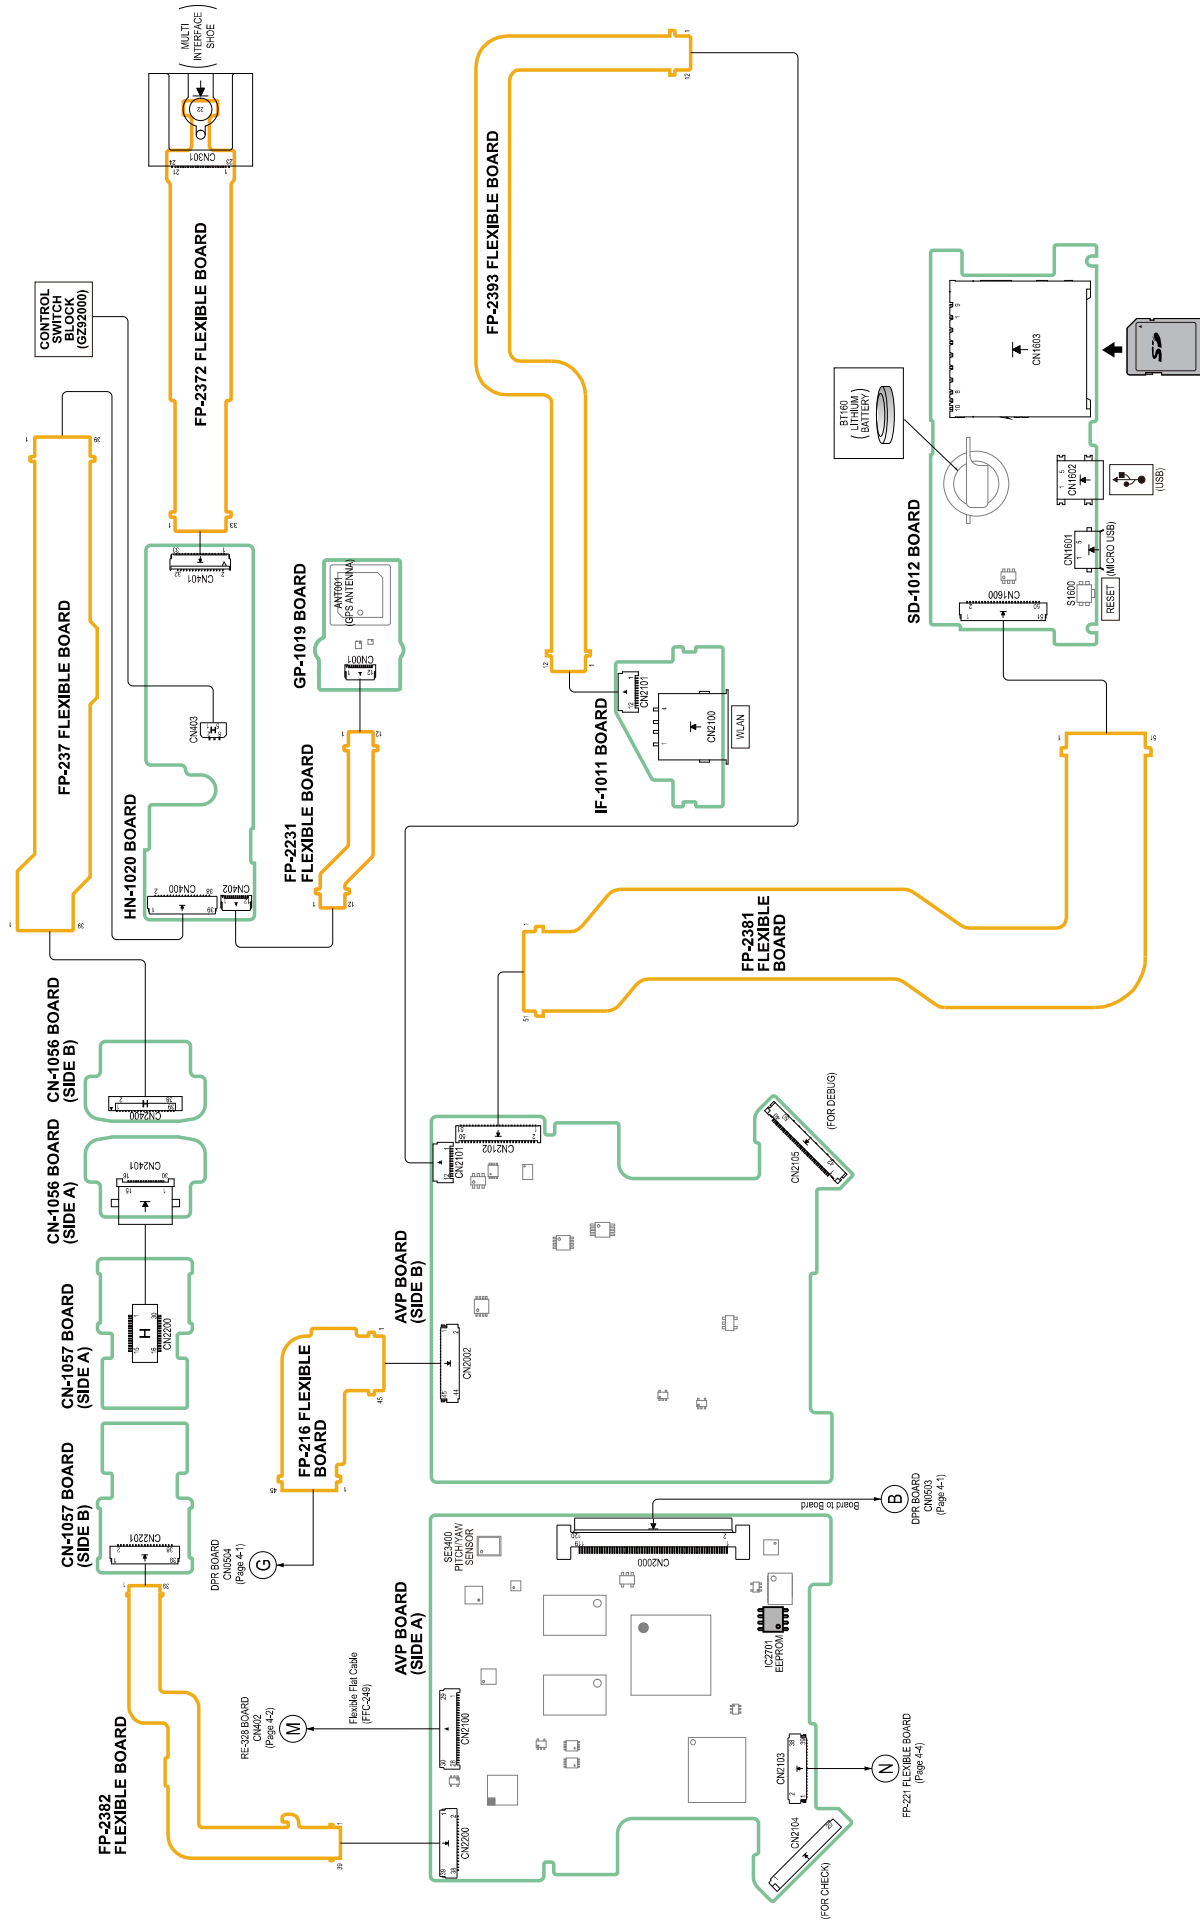 FP-2382
FLEXIBLE BOARD
CN-1057 BOARD
(SIDE B)
CN2201
CN-1057 BOARD
(SIDE A)
CN2200
H
CN-1056 BOARD
(SIDE A)
CN2401
CN-1056 BOARD
(SIDE B)
CN2400
H
FP-237 FLEXIBLE BOARD
HN-1020 BOARD
CN400
CN402
CN403
H
CN401
CONTROL
SWITCH
BLOCK
(GZ92000)
FP-2372 FLEXIBLE BOARD
CN301
22
(MULTI
INTERFACE
SHOE)
FP-2231
FLEXIBLE BOARD
GP-1019 BOARD
CN001
ANT001
(GPS ANTENNA)
FP-2393 FLEXIBLE BOARD
IF-1011 BOARD
CN2101
CN2100
WLAN
FP-216 FLEXIBLE
BOARD
DPR BOARD
CN0504
(Page 4-1)
G
RE-328 BOARD
CN402
(Page 4-2)
M
Flexible Flat Cable
(FFC-249)
AVP BOARD
(SIDE A)
CN2200
CN2100
SE3400
PITCH/YAW
SENSOR
CN2000
IC2701
EEPROM
CN2103
CN2104
(FOR CHECK)
N
FP-221 FLEXIBLE BOARD
(Page 4-4)
Board to Board
B
DPR BOARD
CN0503
(Page 4-1)
AVP BOARD
(SIDE B)
CN2002
CN2101
CN2102
CN2105
(FOR DEBUG)
FP-2381
FLEXIBLE
BOARD
SD-1012 BOARD
CN1600
S1600
RESET
CN1601
(MICRO USB)
CN1602
(USB)
CN1603
BT160
(LITHIUM
BATTERY)
SD